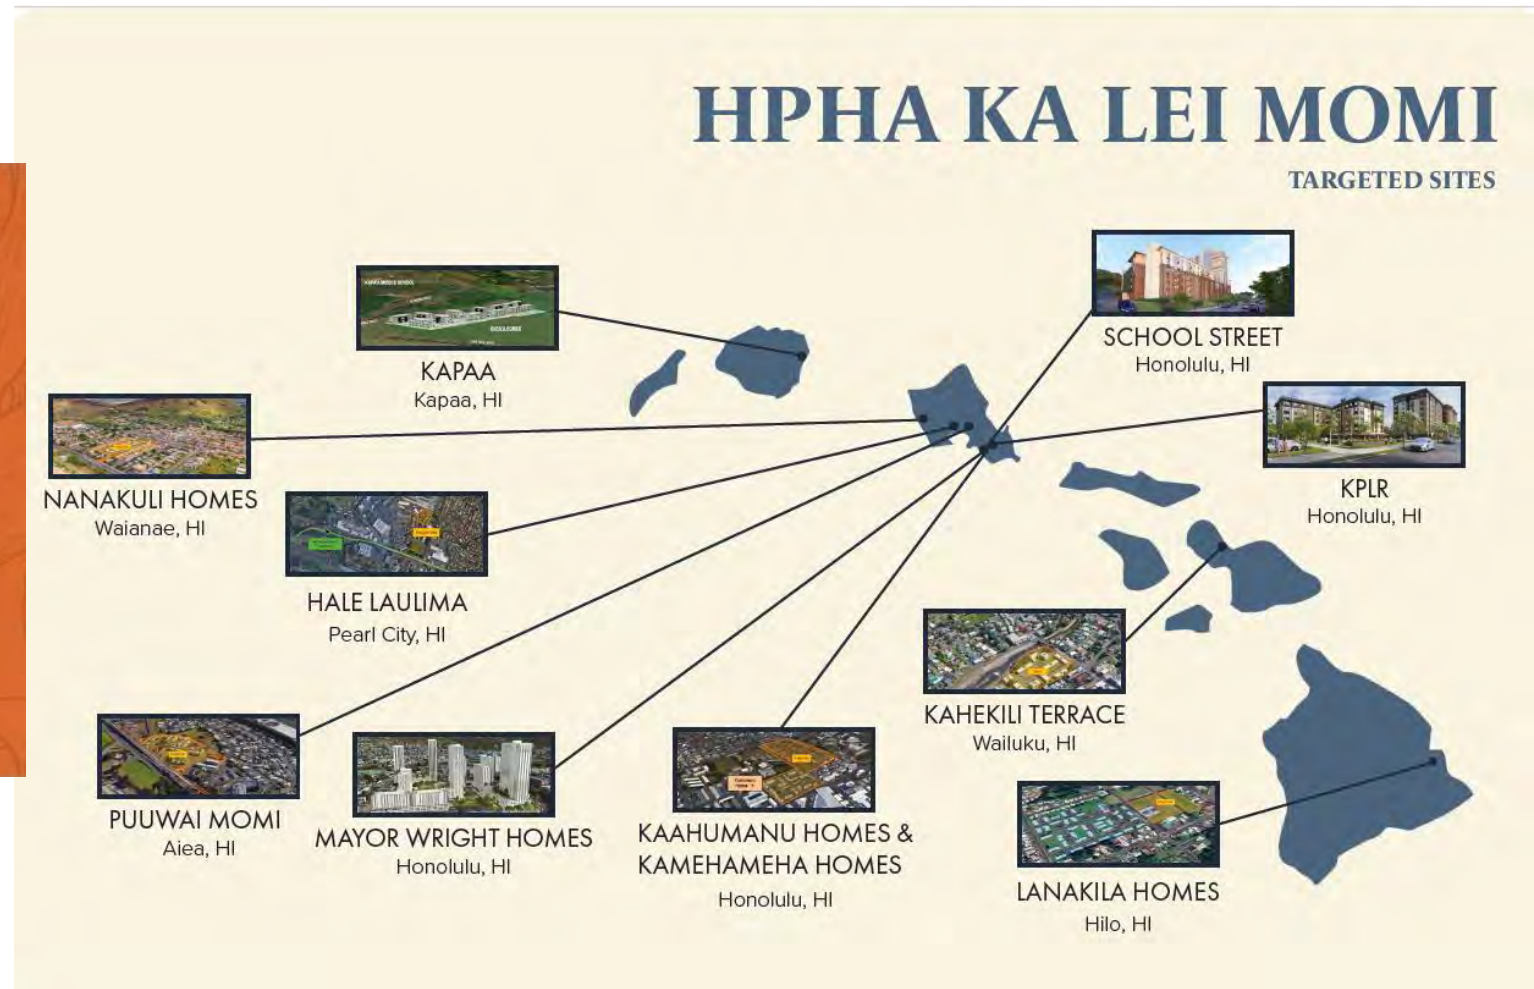 HPHA KA LEI MOMI
TARGETED SITES
SCHOOL STREET
Honolulu, HI
KAPAA
Kapaa, HI
KPLR
Honolulu, HI
NANAKULI HOMES
Waianae, HI
HALE LAULIMA
Pearl City, HI
KAHEKILI TERRACE
Wailuku, HI
PUUWAI MOMI
Aiea, HI
MAYOR WRIGHT HOMES
Honolulu, HI
KAAHUMANU HOMES &
KAMEHAMEHA HOMES
Honolulu, HI
LANAKILA HOMES
Hilo, HI